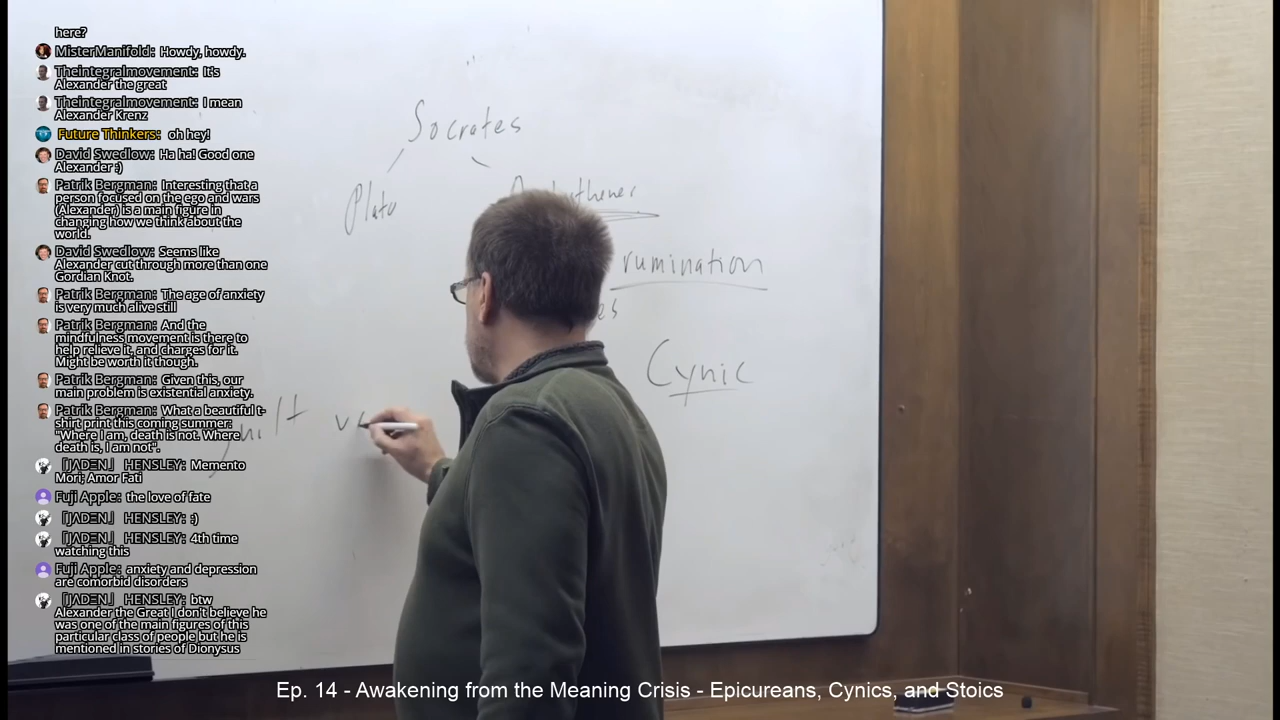 here?
MisterManifold: Howdy, howdy.
Theintegralmovement: It's
Alexander the great
Theintegralmovement: I mean
Alexander Krenz
Future Thinkers: oh hey!
David Swedlow: Ha ha! Good one
Alexander :)
Patrik Bergman: Interesting that a
person focused on the ego and wars
(Alexander) is a main figure in
changing how we think about the
world.
David Swedlow: Seems like
Alexander cut through more than one
Gordian Knot.
Patrik Bergman: The age of anxiety
is very much alive still
Patrik Bergman: And the
mindfulness movement is there to
help relieve it, and charges for it.
Might be worth it though.
Patrik Bergman: Given this, our
main problem is existential anxiety.
Patrik Bergman: What a beautiful t-
shirt print this coming summer:
"Where I am, death is not. Where
death is, I am not".
「JΛDΞN」 HENSLEY: Memento
Mori; Amor Fati
Fuji Apple: the love of fate
「JΛDΞN」 HENSLEY: :)
「JΛDΞN」 HENSLEY: 4th time
watching this
Fuji Apple: anxiety and depression
are comorbid disorders
「JΛDΞN」 HENSLEY: btw
Alexander the Great I don't believe he
was one of the main figures of this
particular class of people but he is
mentioned in stories of Dionysus
Socrates
Plato
rumination
Cynic
Ep. 14 - Awakening from the Meaning Crisis - Epicureans, Cynics, and Stoics